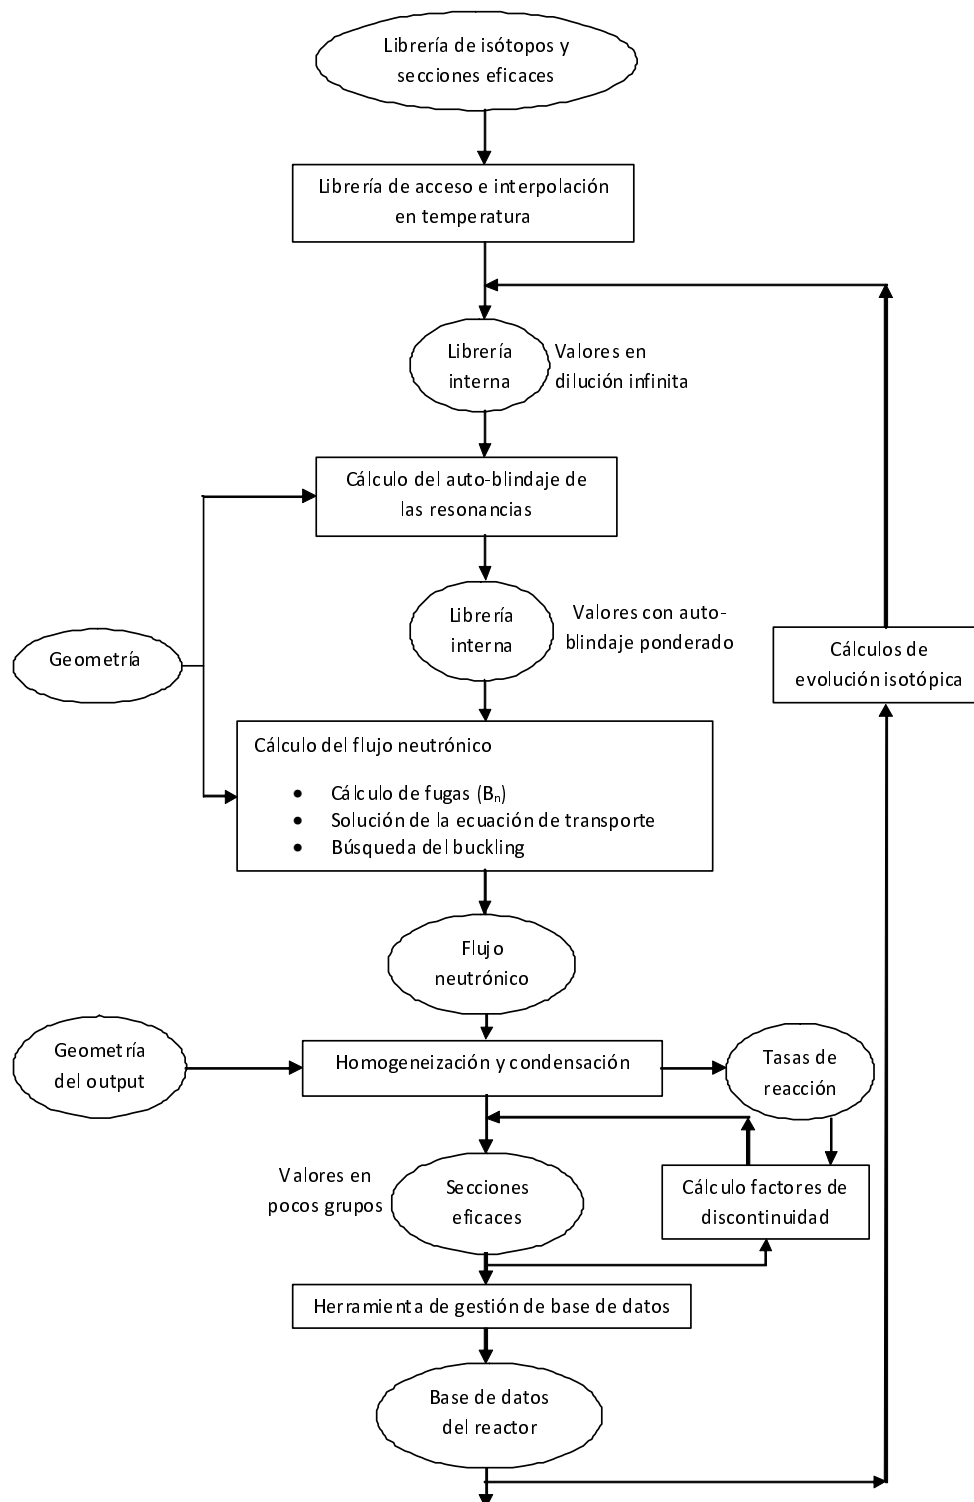 Librería de isótopos y
secciones eficaces
Librería de acceso e interpolación
en temperatura
Librería
interna
Valores en
dilución infinita
Cálculo del auto-blindaje de
las resonancias
Librería
interna
Valores con auto-
blindaje ponderado
Geometría
Cálculos de
evolución isotópica
Cálculo del flujo neutrónico
• Cálculo de fugas (Bₙ)
• Solución de la ecuación de transporte
• Búsqueda del buckling
Flujo
neutrónico
Geometría
del output
Homogeneización y condensación
Tasas de
reacción
Valores en
pocos grupos
Secciones
eficaces
Cálculo factores de
discontinuidad
Herramienta de gestión de base de datos
Base de datos
del reactor